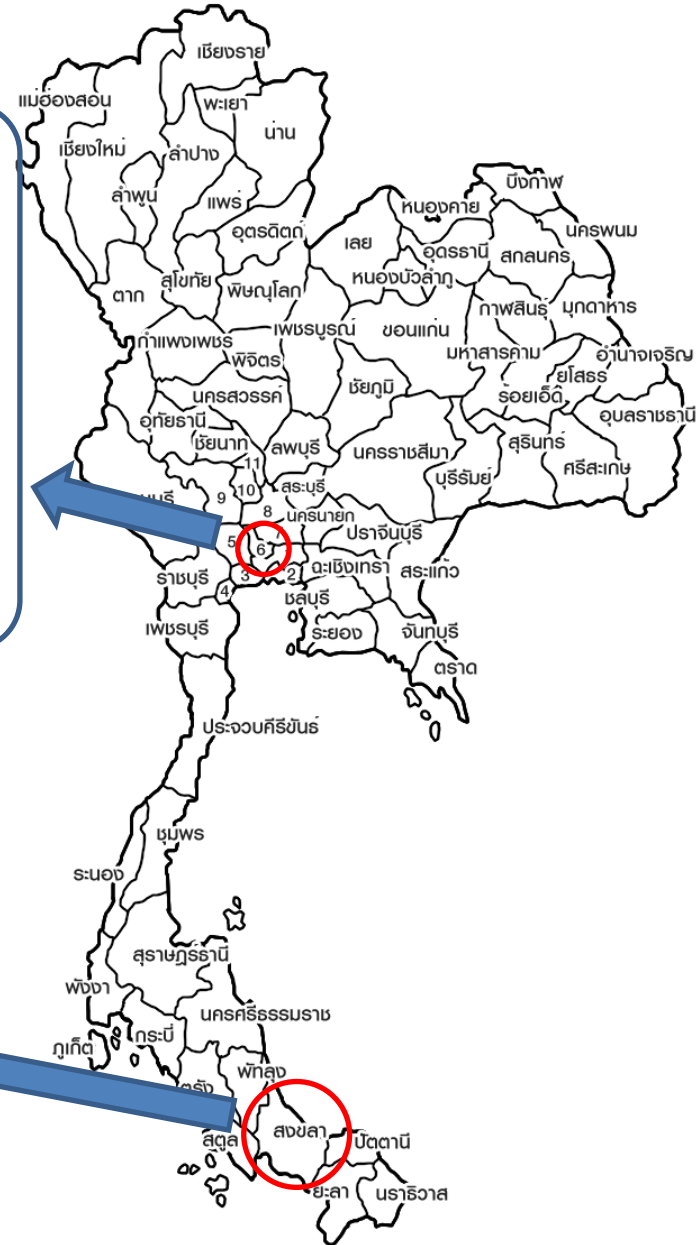 เชียงราย
แม่ฮ่องสอน
พะเยา
น่าน
เชียงใหม่
ลำปาง
ลำพูน
แพร่
อุตรดิตถ์
บึงกาฬ
หนองคาย
นครพนม
เลย
อุดรธานี
สกลนคร
หนองบัวลำภู
สุโขทัย
ตาก
พิษณุโลก
กาฬสินธุ์
มุกดาหาร
กำแพงเพชร
เพชรบูรณ์
ขอนแก่น
พิจิตร
มหาสารคาม
อำนาจเจริญ
ยโสธร
ชัยภูมิ
นครสวรรค์
ร้อยเอ็ด
อุบลราชธานี
อุทัยธานี
ชัยนาท
ลพบุรี
นครราชสีมา
สุรินทร์
ศรีสะเกษ
บุรีรัมย์
11
10
9
สระบุรี
8
นครนายก
7
ปราจีนบุรี
5
6
ฉะเชิงเทรา
สระแก้ว
ราชบุรี
3
2
4
ชลบุรี
เพชรบุรี
ระยอง
จันทบุรี
ตราด
ประจวบคีรีขันธ์
ชุมพร
ระนอง
สุราษฎร์ธานี
พังงา
นครศรีธรรมราช
กระบี่
ภูเก็ต
พัทลุง
ตรัง
สงขลา
สตูล
ปัตตานี
ยะลา
นราธิวาส